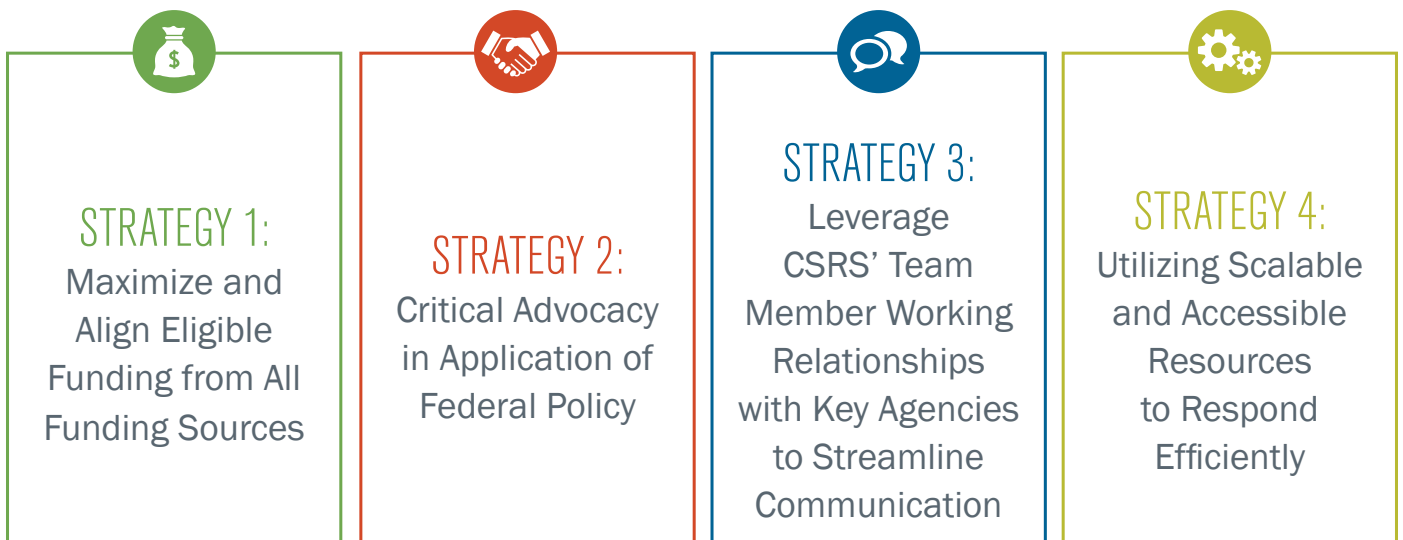 $
STRATEGY 1:
Maximize and
Align Eligible
Funding from All
Funding Sources
STRATEGY 2:
Critical Advocacy
in Application of
Federal Policy
STRATEGY 3:
Leverage
CSRS’ Team
Member Working
Relationships
with Key Agencies
to Streamline
Communication
STRATEGY 4:
Utilizing Scalable
and Accessible
Resources
to Respond
Efficiently